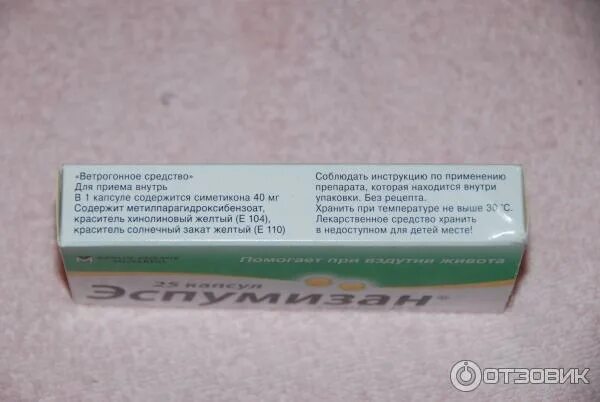 «Ветрогонное средство»
Для приема внутрь
В 1 капсуле содержится симетикона 40 мг
Содержит метилпарагидроксибензоат,
краситель хинолиновый желтый (Е 104),
краситель солнечный закат желтый (Е 110)
Соблюдать инструкцию по применению
препарата, которая находится внутри
упаковки. Без рецепта.
Хранить при температуре не выше 30°С.
Лекарственное средство хранить
в недоступном для детей месте!
Помогает при вздутии живота
25 капсул
Эспумизан®
ОТЗОВИК